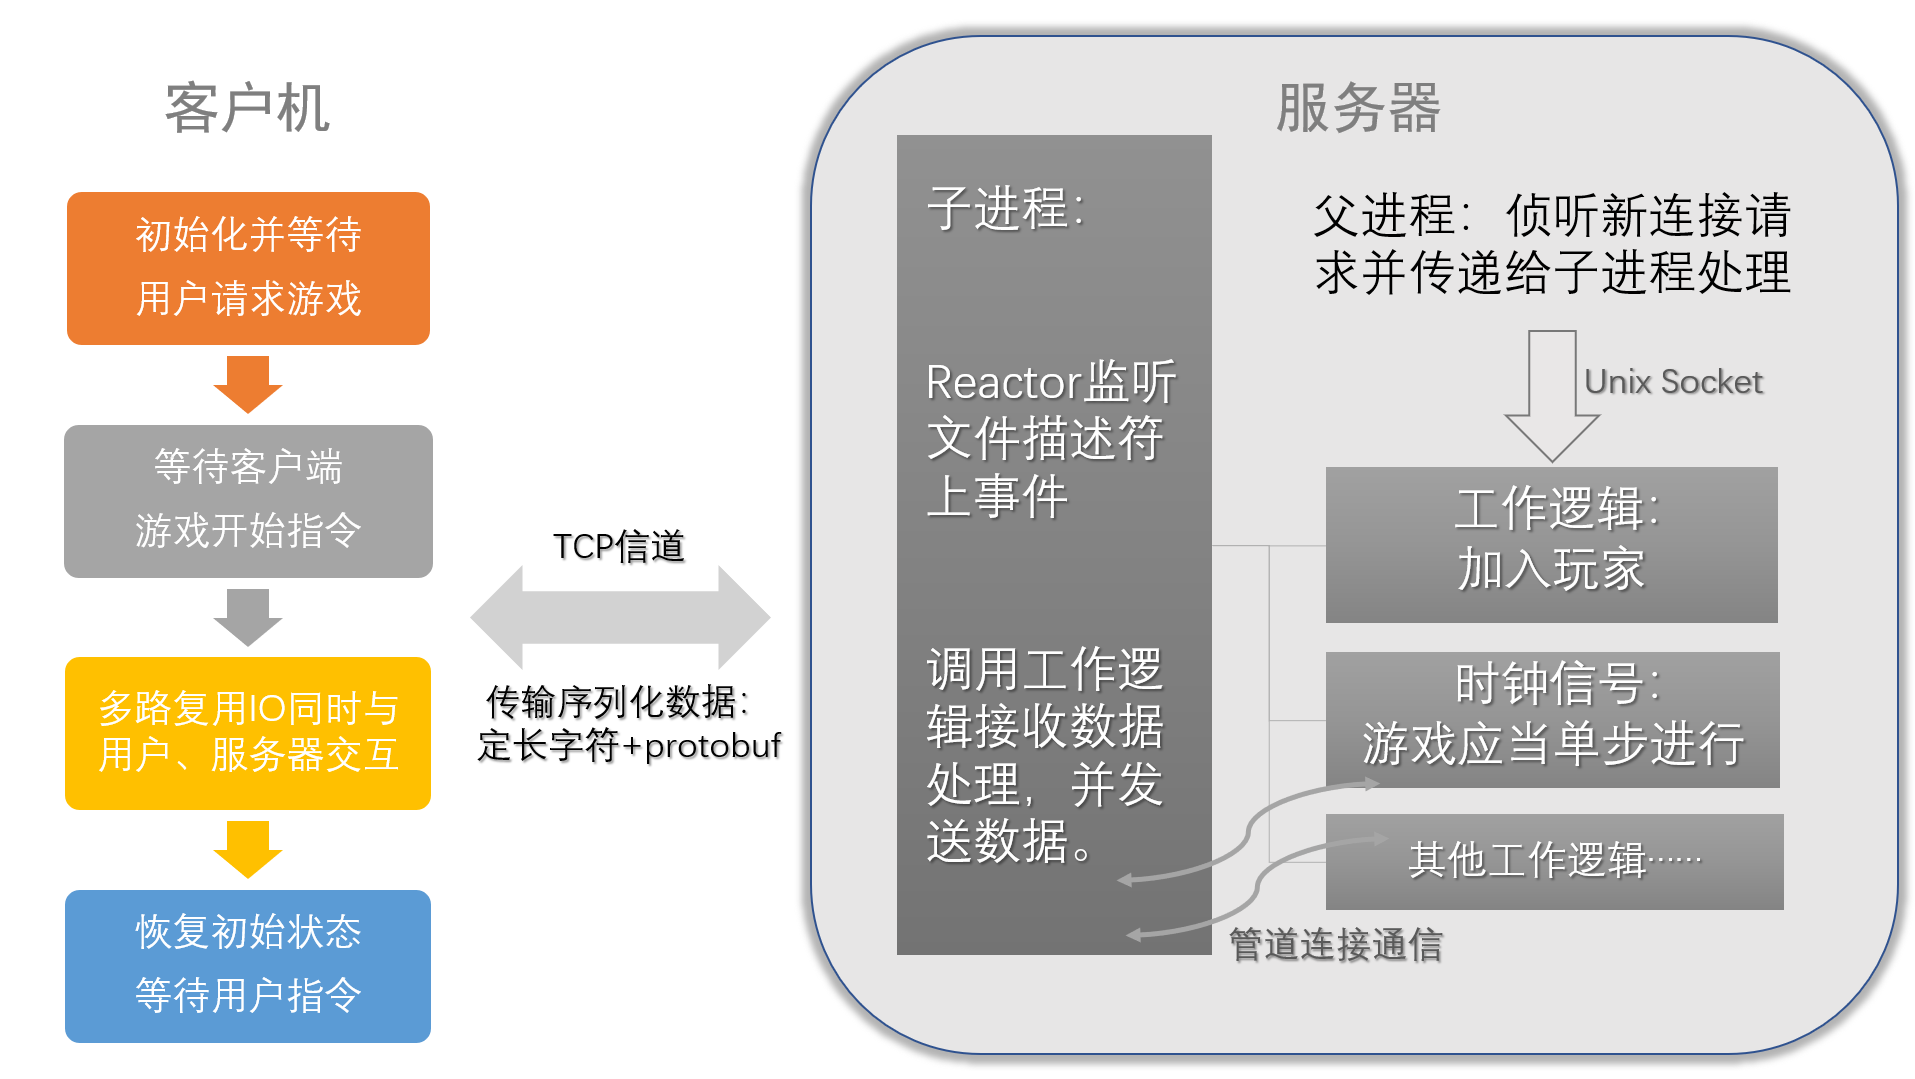 客户机
初始化并等待
用户请求游戏
等待客户端
游戏开始指令
多路复用IO同时与
用户、服务器交互
恢复初始状态
等待用户指令
TCP信道
传输序列化数据：
定长字符+protobuf
服务器
子进程：
Reactor监听
文件描述符
上事件
调用工作逻
辑接收数据
处理，并发
送数据。
父进程：侦听新连接请
求并传递给子进程处理
Unix Socket
工作逻辑：
加入玩家
时钟信号：
游戏应当单步进行
其他工作逻辑……
管道连接通信